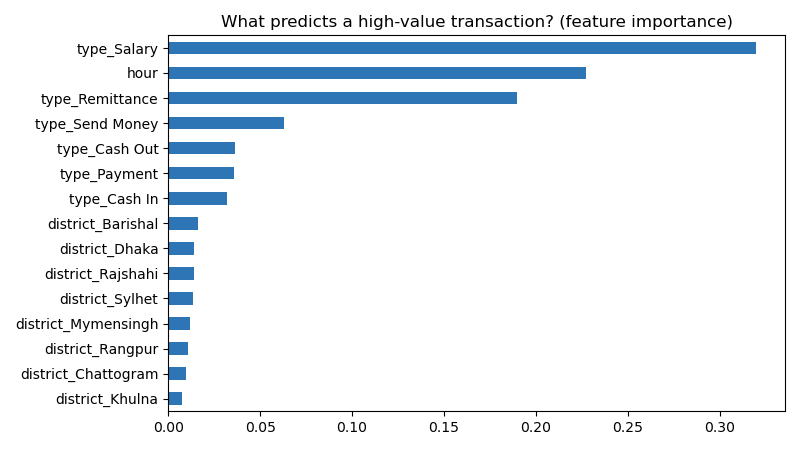 What predicts a high-value transaction? (feature importance)
type_Salary
hour
type_Remittance
type_Send Money
type_Cash Out
type_Payment
type_Cash In
district_Barishal
district_Dhaka
district_Rajshahi
district_Sylhet
district_Mymensingh
district_Rangpur
district_Chattogram
district_Khulna
0.00 0.05 0.10 0.15 0.20 0.25 0.30